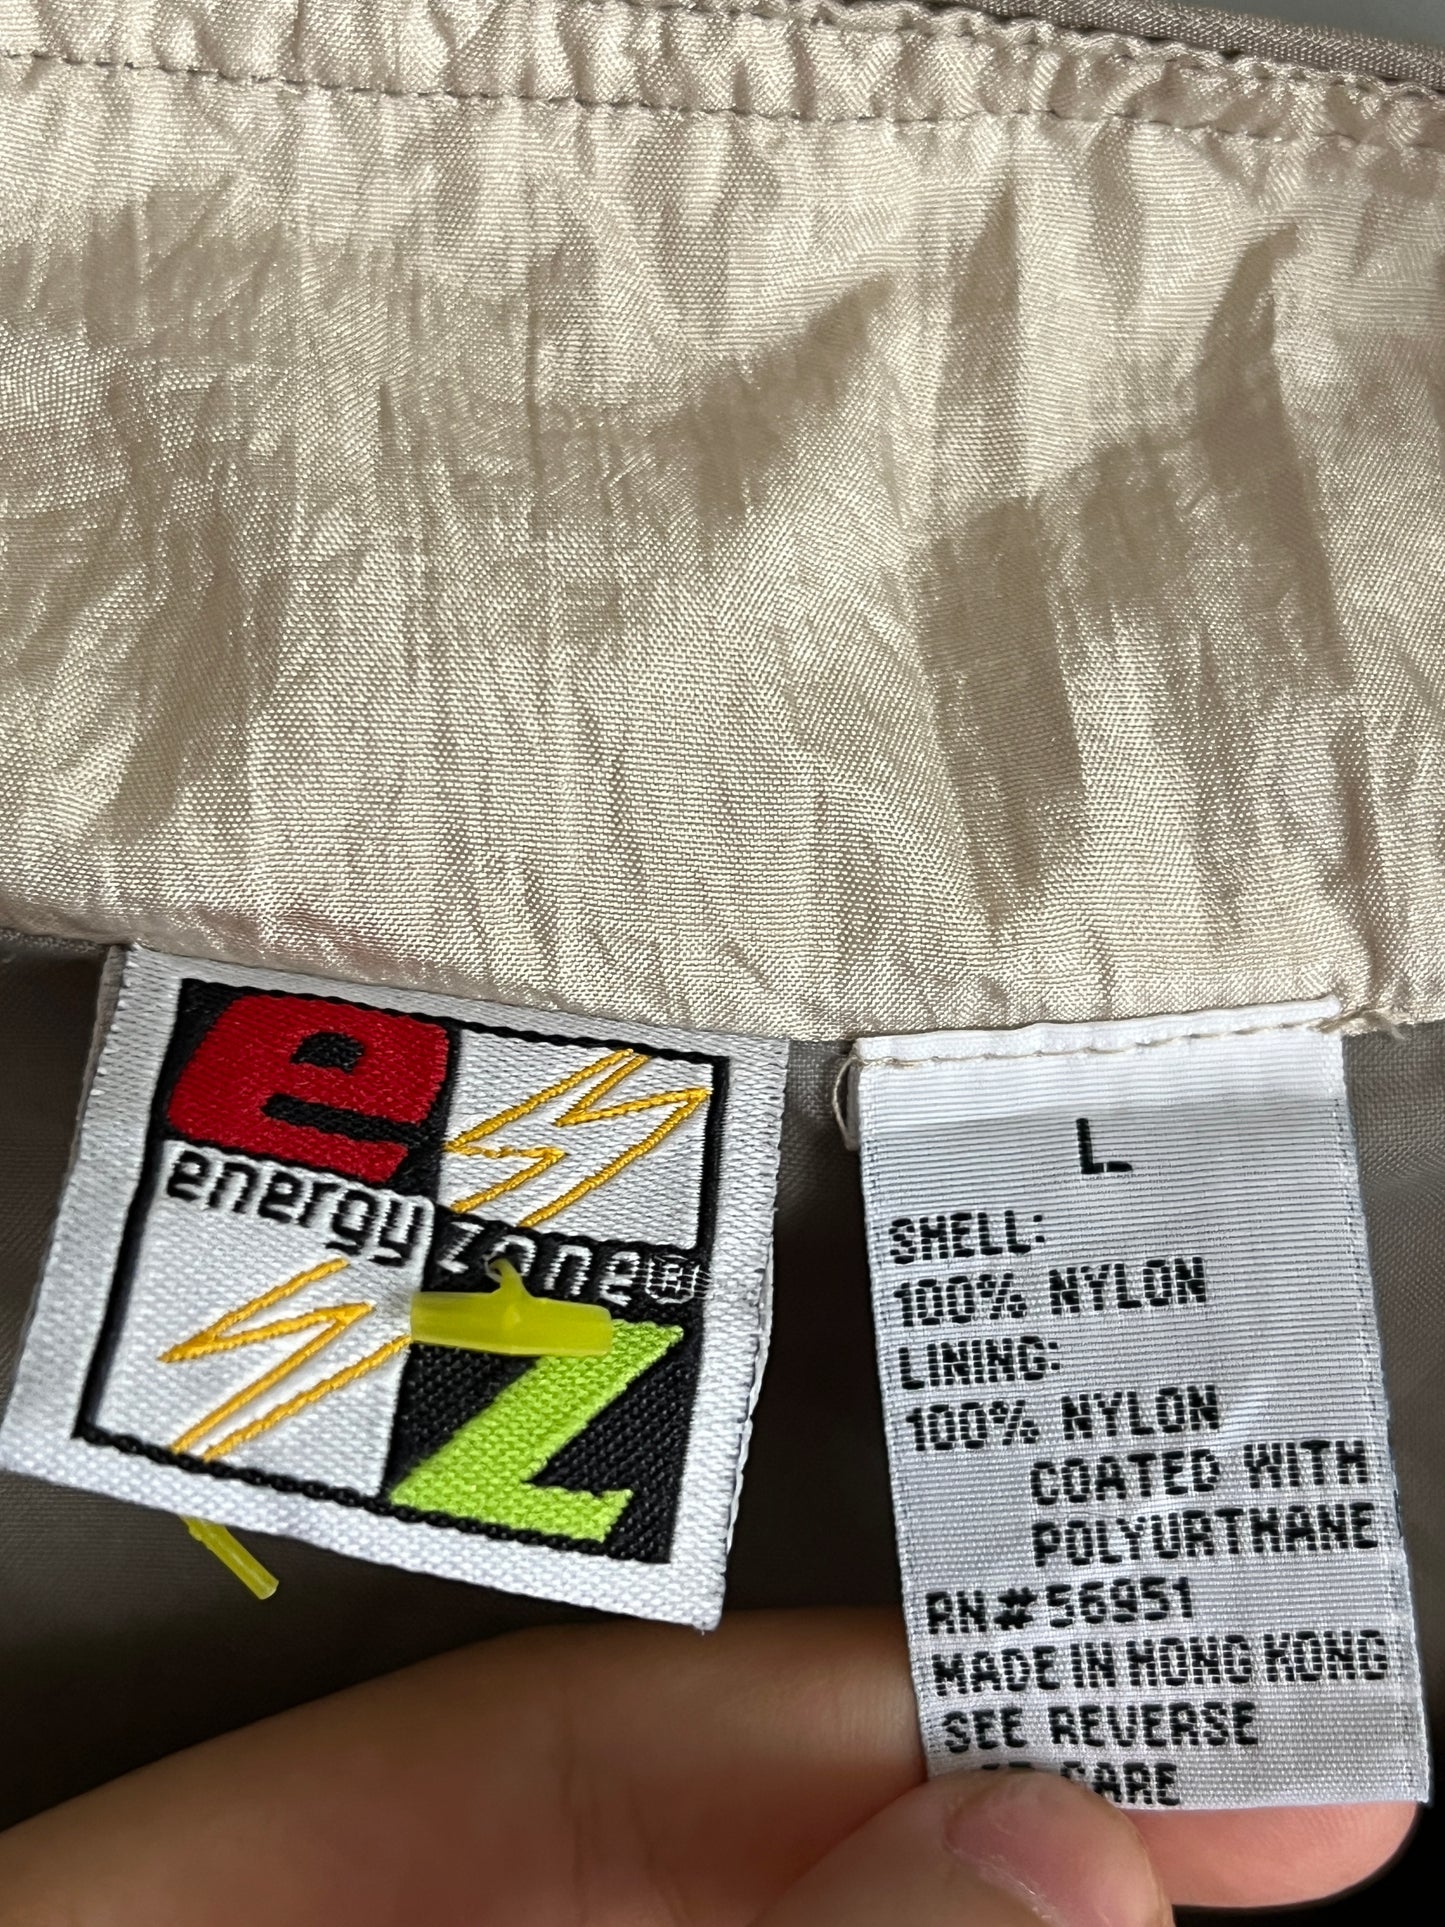 e
energy zone®
z
L
SHELL:
100% NYLON
LINING:
100% NYLON
COATED WITH
POLYURTHANE
RN#56951
MADE IN HONG KONG
SEE REVERSE
CARE